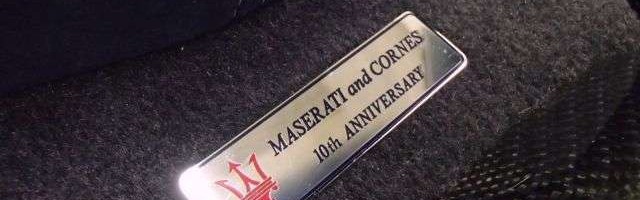 MASERATI and CORNES
10th ANNIVERSARY